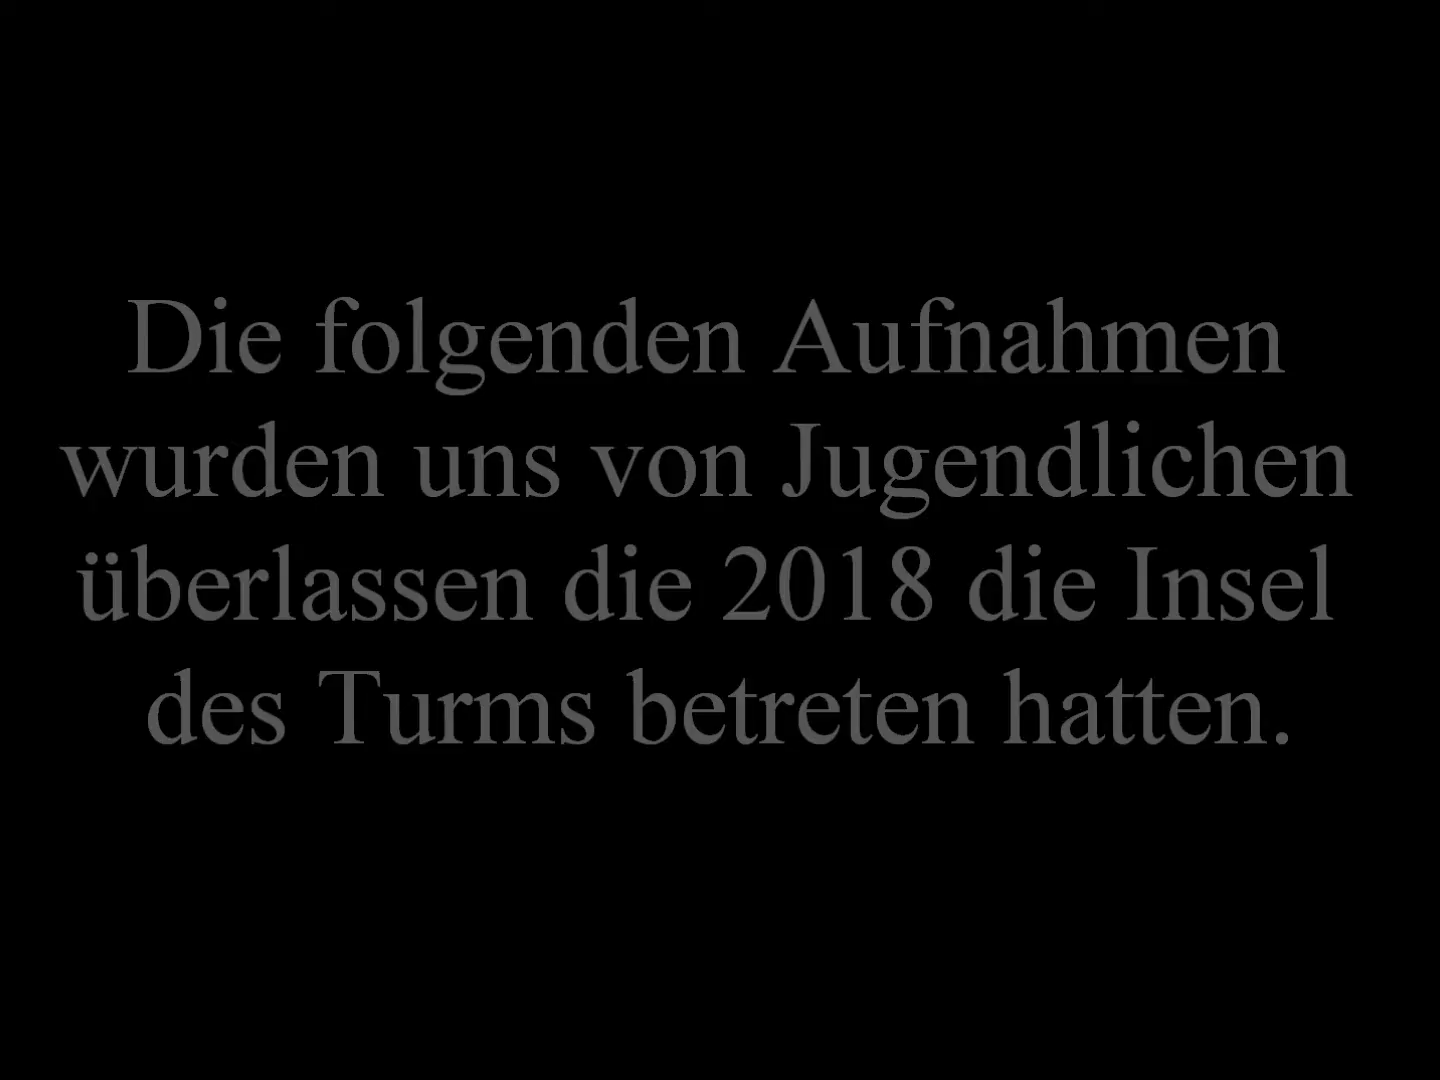 Die folgenden Aufnahmen
wurden uns von Jugendlichen
überlassen die 2018 die Insel
des Turms betreten hatten.